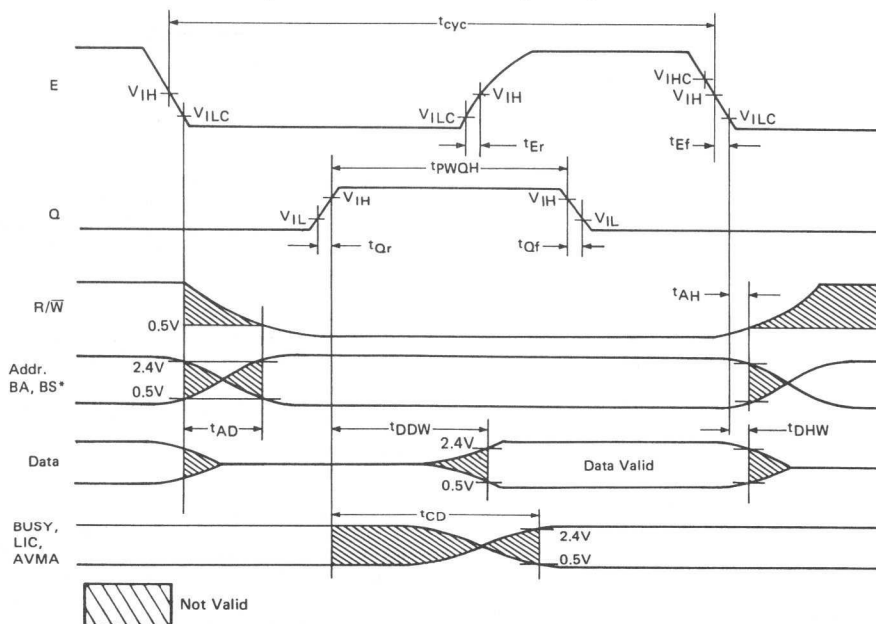 tcyc
E
VIHC
VIH
VIH
VIH
VILC
VILC
VILC
tEr
tEf
tPWQH
Q
VIH
VIH
VIL
VIL
tQr
tQf
tAH
R/W̅
0.5V
Addr.
BA, BS*
2.4V
0.5V
tAD
tDDW
tDHW
2.4V
Data
Data Valid
0.5V
tCD
BUSY,
LIC,
AVMA
2.4V
0.5V
Not Valid